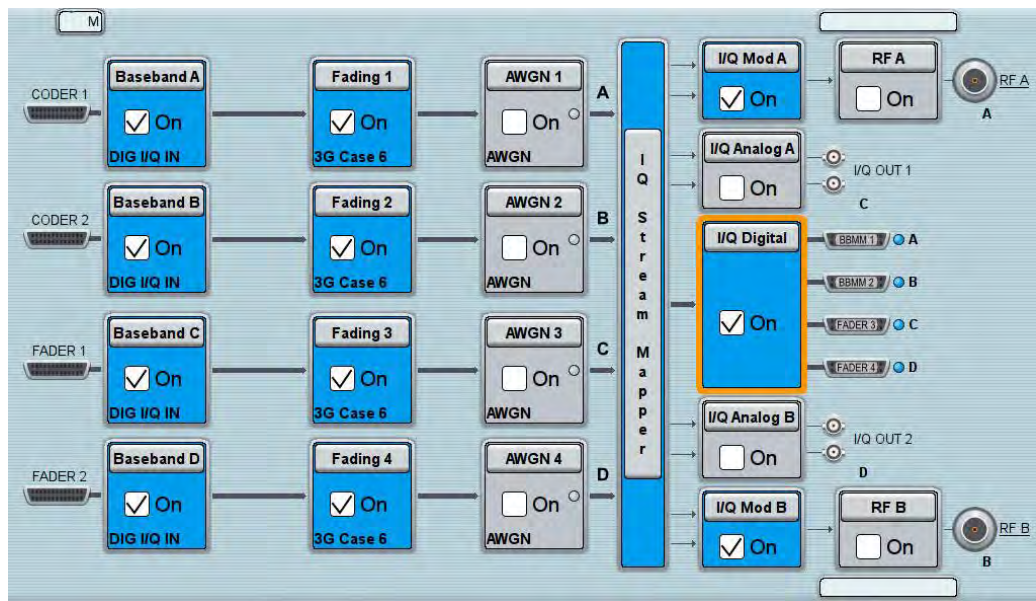 M
CODER 1
Baseband A
On
DIG I/Q IN
Fading 1
On
3G Case 6
AWGN 1
On
AWGN
A
CODER 2
Baseband B
On
DIG I/Q IN
Fading 2
On
3G Case 6
AWGN 2
On
AWGN
B
FADER 1
Baseband C
On
DIG I/Q IN
Fading 3
On
3G Case 6
AWGN 3
On
AWGN
C
FADER 2
Baseband D
On
DIG I/Q IN
Fading 4
On
3G Case 6
AWGN 4
On
AWGN
D
IQ Stream Mapper
I/Q Mod A
On
RF A
On
RF A
A
I/Q Analog A
On
I/Q OUT 1
C
I/Q Digital
On
BBMM 1
A
BBMM 2
B
FADER 3
C
FADER 4
D
I/Q Analog B
On
I/Q OUT 2
D
I/Q Mod B
On
RF B
On
RF B
B